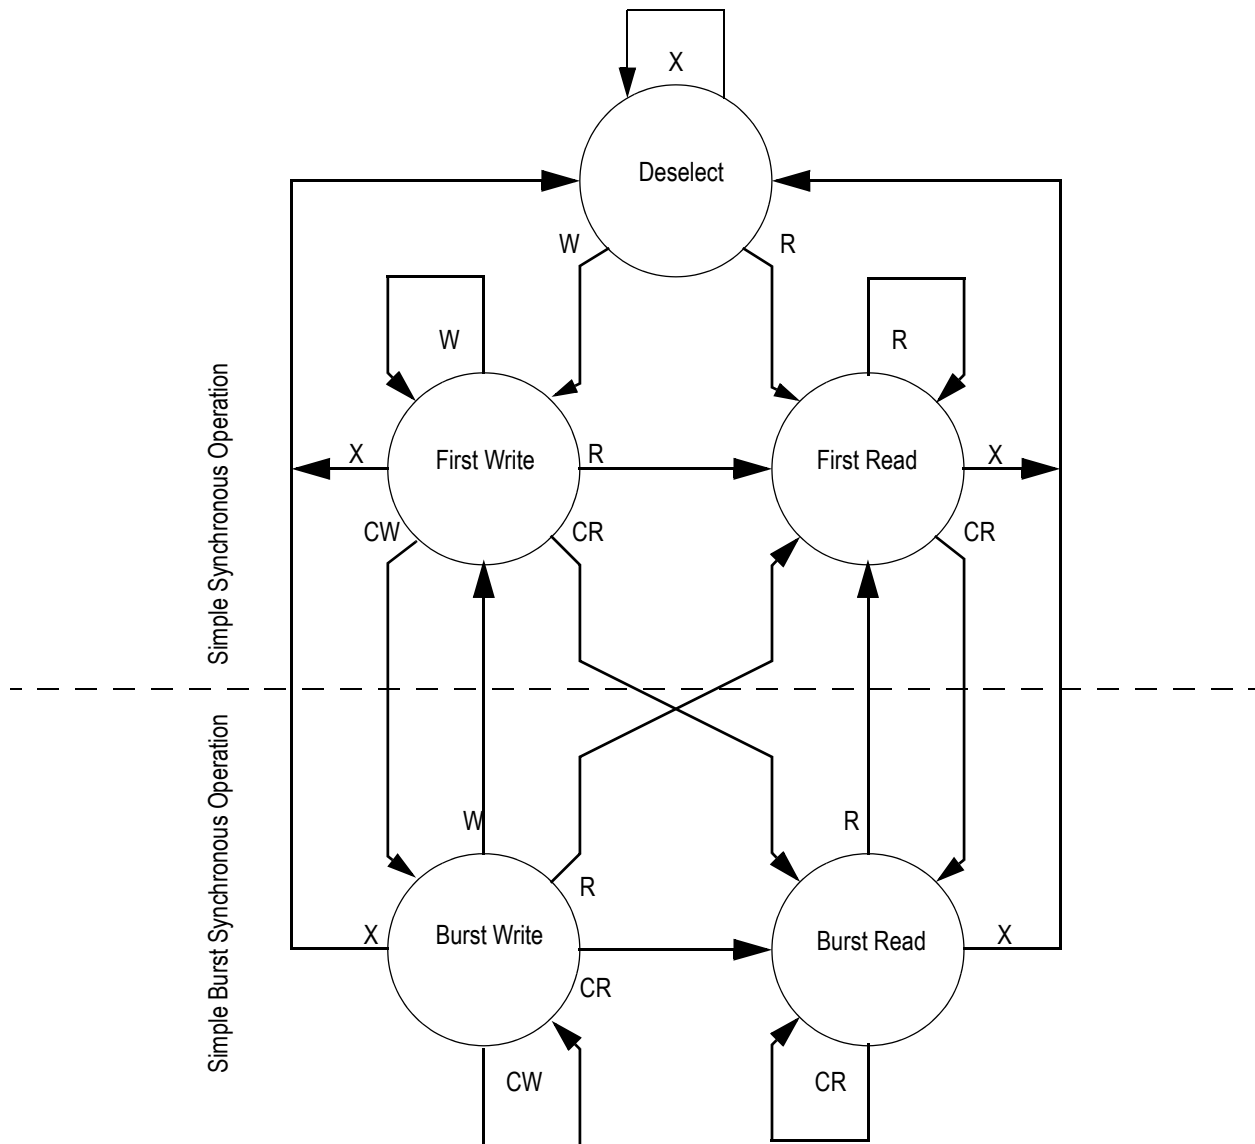 X
Deselect
W
R
W
R
Simple Synchronous Operation
X
First Write
R
First Read
X
CW
CR
CR
Simple Burst Synchronous Operation
W
R
R
X
Burst Write
Burst Read
X
CR
CW
CR